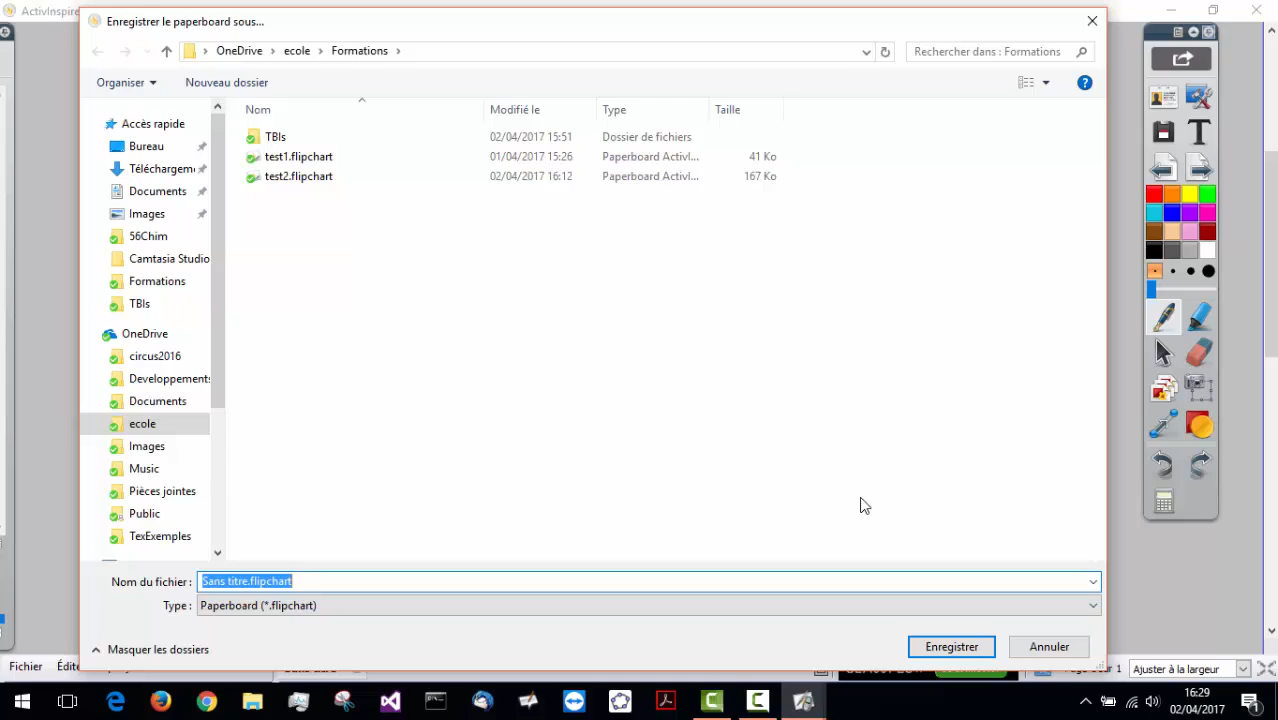 ActivInspire
Enregistrer le paperboard sous...
OneDrive > ecole > Formations >
Rechercher dans : Formations
Organiser
Nouveau dossier
Nom
Modifié le
Type
Taille
TBIs
02/04/2017 15:51
Dossier de fichiers
test1.flipchart
01/04/2017 15:26
Paperboard ActivI...
41 Ko
test2.flipchart
02/04/2017 16:12
Paperboard ActivI...
167 Ko
Accès rapide
Bureau
Téléchargem
Documents
Images
56Chim
Camtasia Studio
Formations
TBIs
OneDrive
circus2016
Developpements
Documents
ecole
Images
Music
Pièces jointes
Public
TexExemples
Nom du fichier :
Sans titre.flipchart
Type :
Paperboard (*.flipchart)
Masquer les dossiers
Enregistrer
Annuler
Fichier
Ajuster à la largeur
16:29
02/04/2017